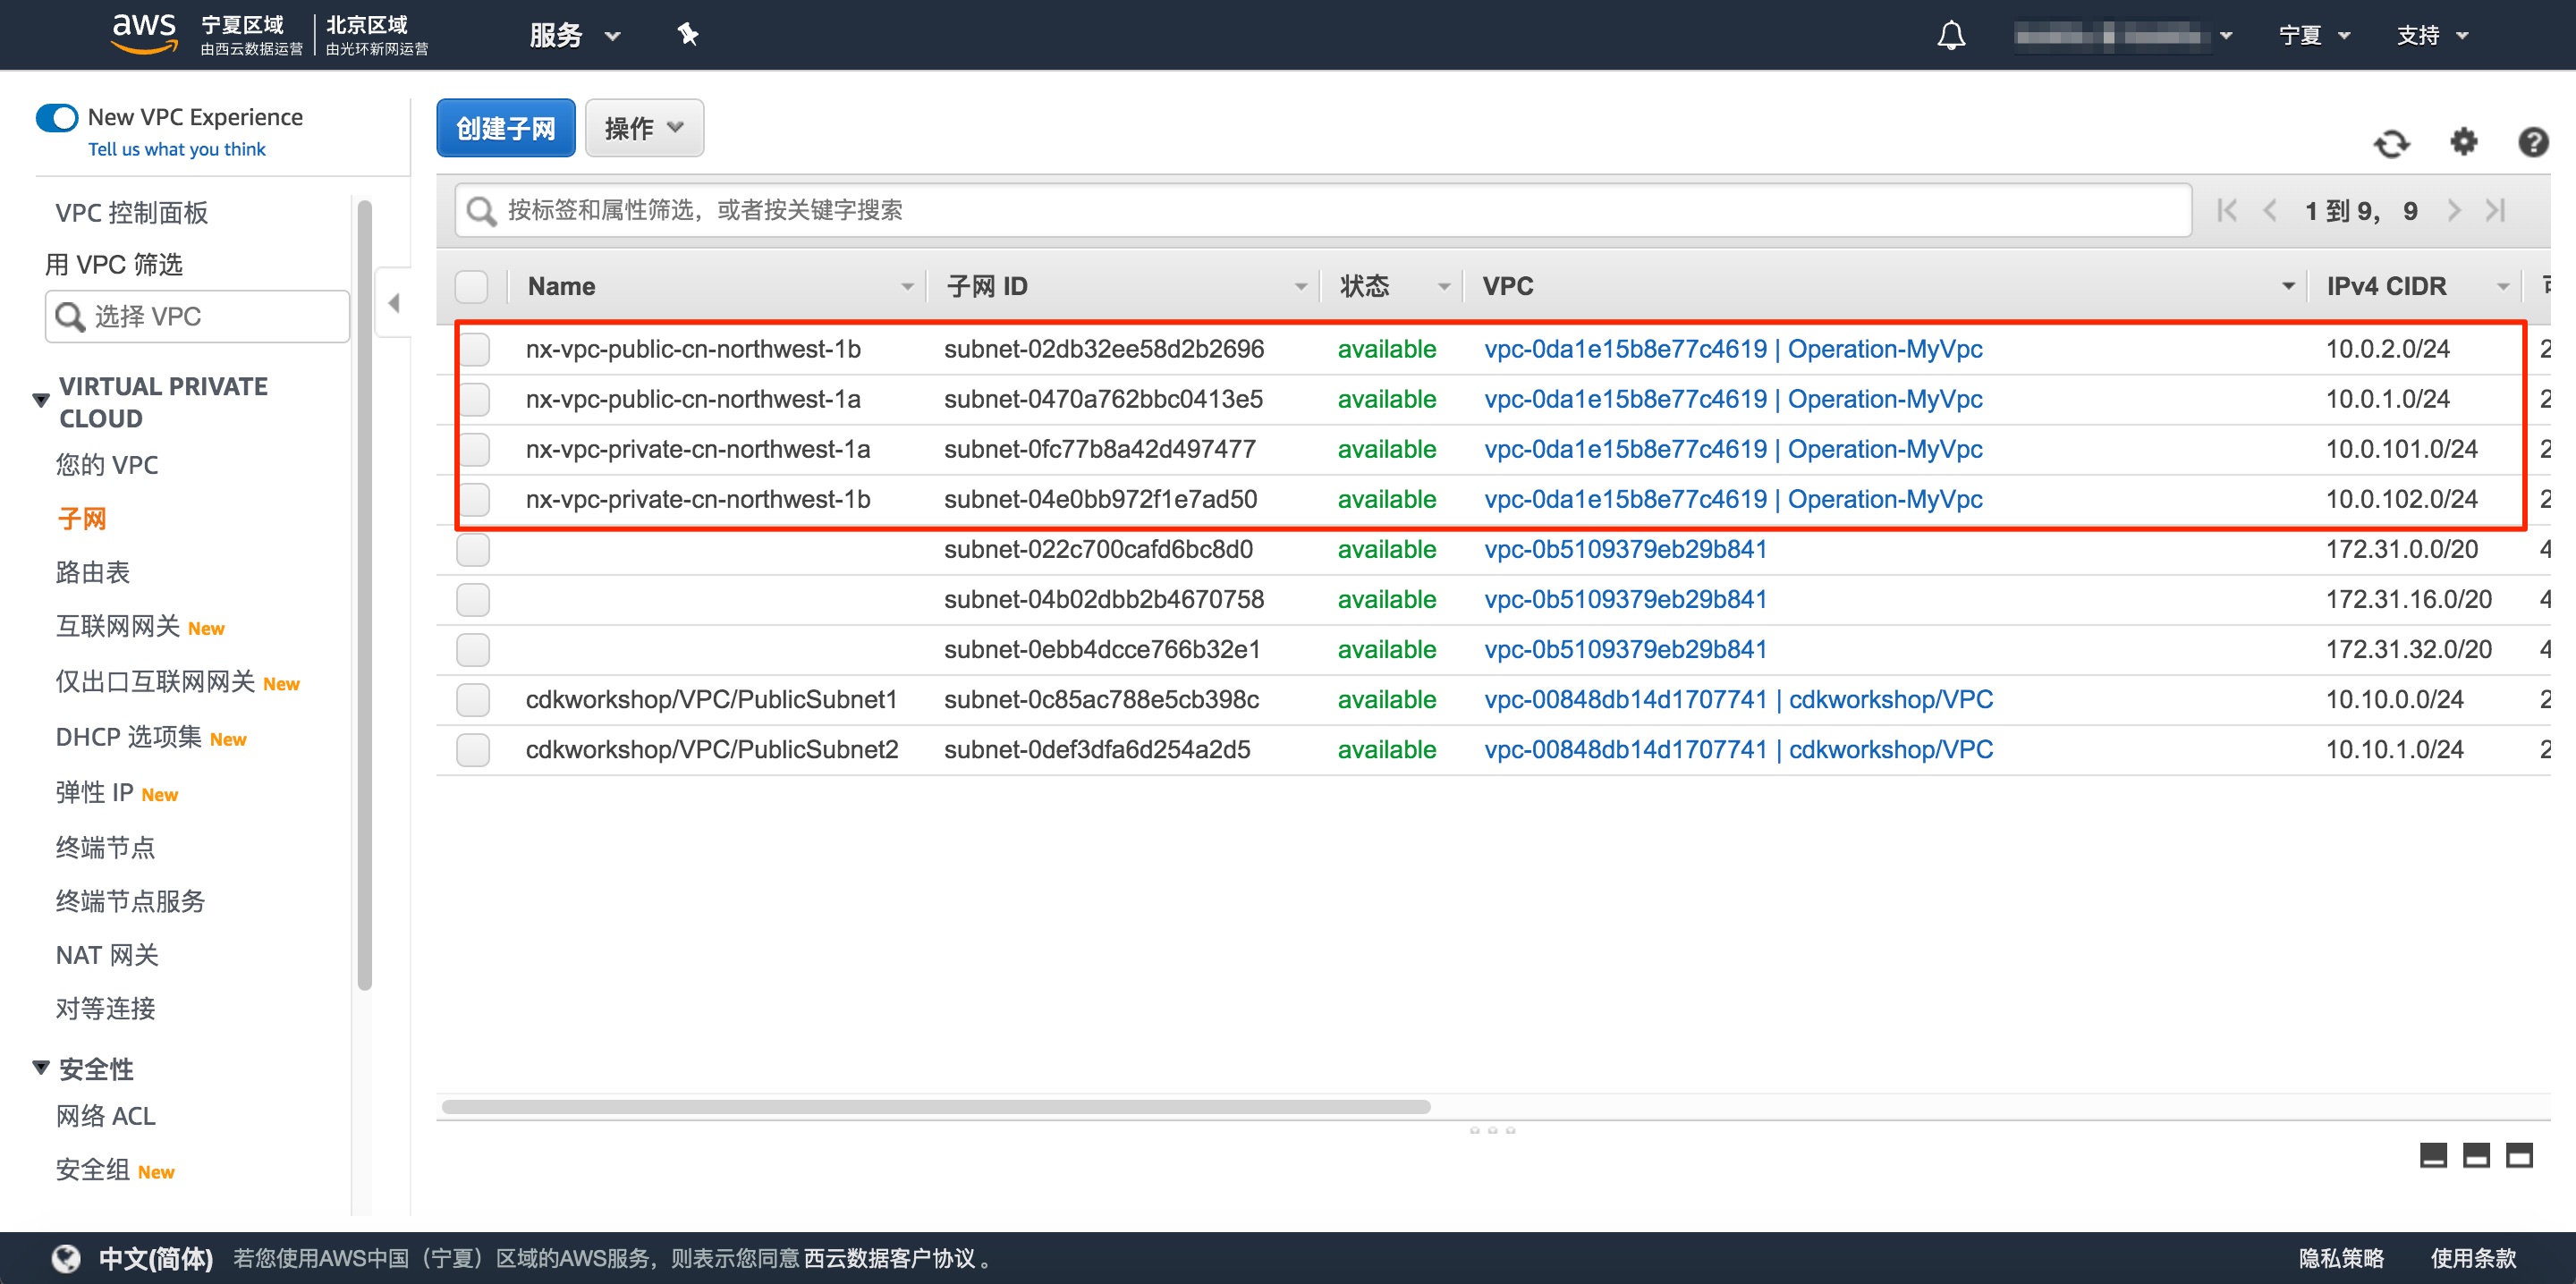 aws 宁夏区域 北京区域 服务 宁夏 支持
由西云数据运营 由光环新网运营
New VPC Experience
Tell us what you think
创建子网 操作
VPC 控制面板
用 VPC 筛选
选择 VPC
VIRTUAL PRIVATE
CLOUD
您的 VPC
子网
路由表
互联网网关 New
仅出口互联网网关 New
DHCP 选项集 New
弹性 IP New
终端节点
终端节点服务
NAT 网关
对等连接
安全性
网络 ACL
安全组 New
按标签和属性筛选，或者按关键字搜索 1 到 9， 9
Name 子网 ID 状态 VPC IPv4 CIDR
nx-vpc-public-cn-northwest-1b subnet-02db32ee58d2b2696 available vpc-0da1e15b8e77c4619 | Operation-MyVpc 10.0.2.0/24 2
nx-vpc-public-cn-northwest-1a subnet-0470a762bbc0413e5 available vpc-0da1e15b8e77c4619 | Operation-MyVpc 10.0.1.0/24 2
nx-vpc-private-cn-northwest-1a subnet-0fc77b8a42d497477 available vpc-0da1e15b8e77c4619 | Operation-MyVpc 10.0.101.0/24 2
nx-vpc-private-cn-northwest-1b subnet-04e0bb972f1e7ad50 available vpc-0da1e15b8e77c4619 | Operation-MyVpc 10.0.102.0/24 2
subnet-022c700cafd6bc8d0 available vpc-0b5109379eb29b841 172.31.0.0/20 4
subnet-04b02dbb2b4670758 available vpc-0b5109379eb29b841 172.31.16.0/20 4
subnet-0ebb4dcce766b32e1 available vpc-0b5109379eb29b841 172.31.32.0/20 4
cdkworkshop/VPC/PublicSubnet1 subnet-0c85ac788e5cb398c available vpc-00848db14d1707741 | cdkworkshop/VPC 10.10.0.0/24 2
cdkworkshop/VPC/PublicSubnet2 subnet-0def3dfa6d254a2d5 available vpc-00848db14d1707741 | cdkworkshop/VPC 10.10.1.0/24 2
中文(简体) 若您使用AWS中国（宁夏）区域的AWS服务，则表示您同意 西云数据客户协议 。 隐私策略 使用条款